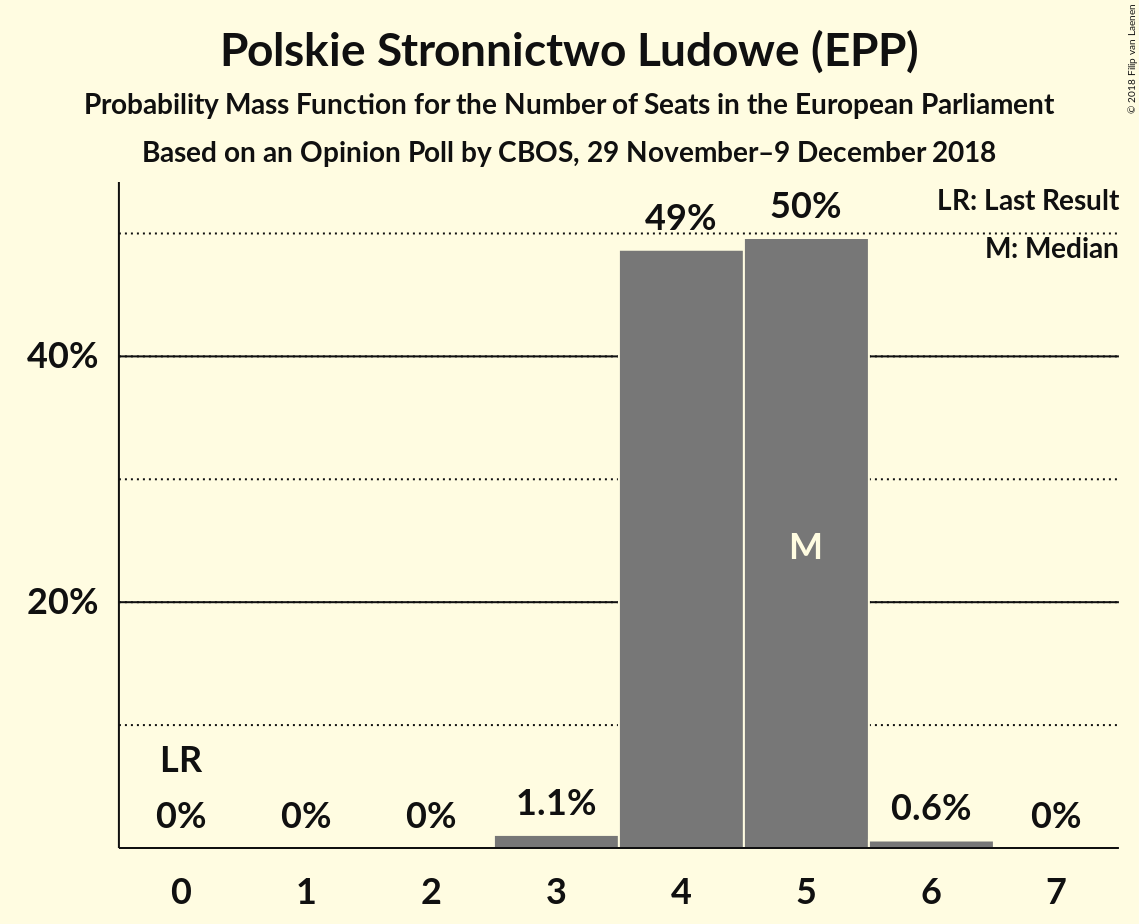 Polskie Stronnictwo Ludowe (EPP)
Probability Mass Function for the Number of Seats in the European Parliament
Based on an Opinion Poll by CBOS, 29 November–9 December 2018
© 2018 Filip van Laenen
LR: Last Result
M: Median
49%
50%
40%
M
20%
LR
0%
0%
0%
1.1%
0.6%
0%
0
1
2
3
4
5
6
7